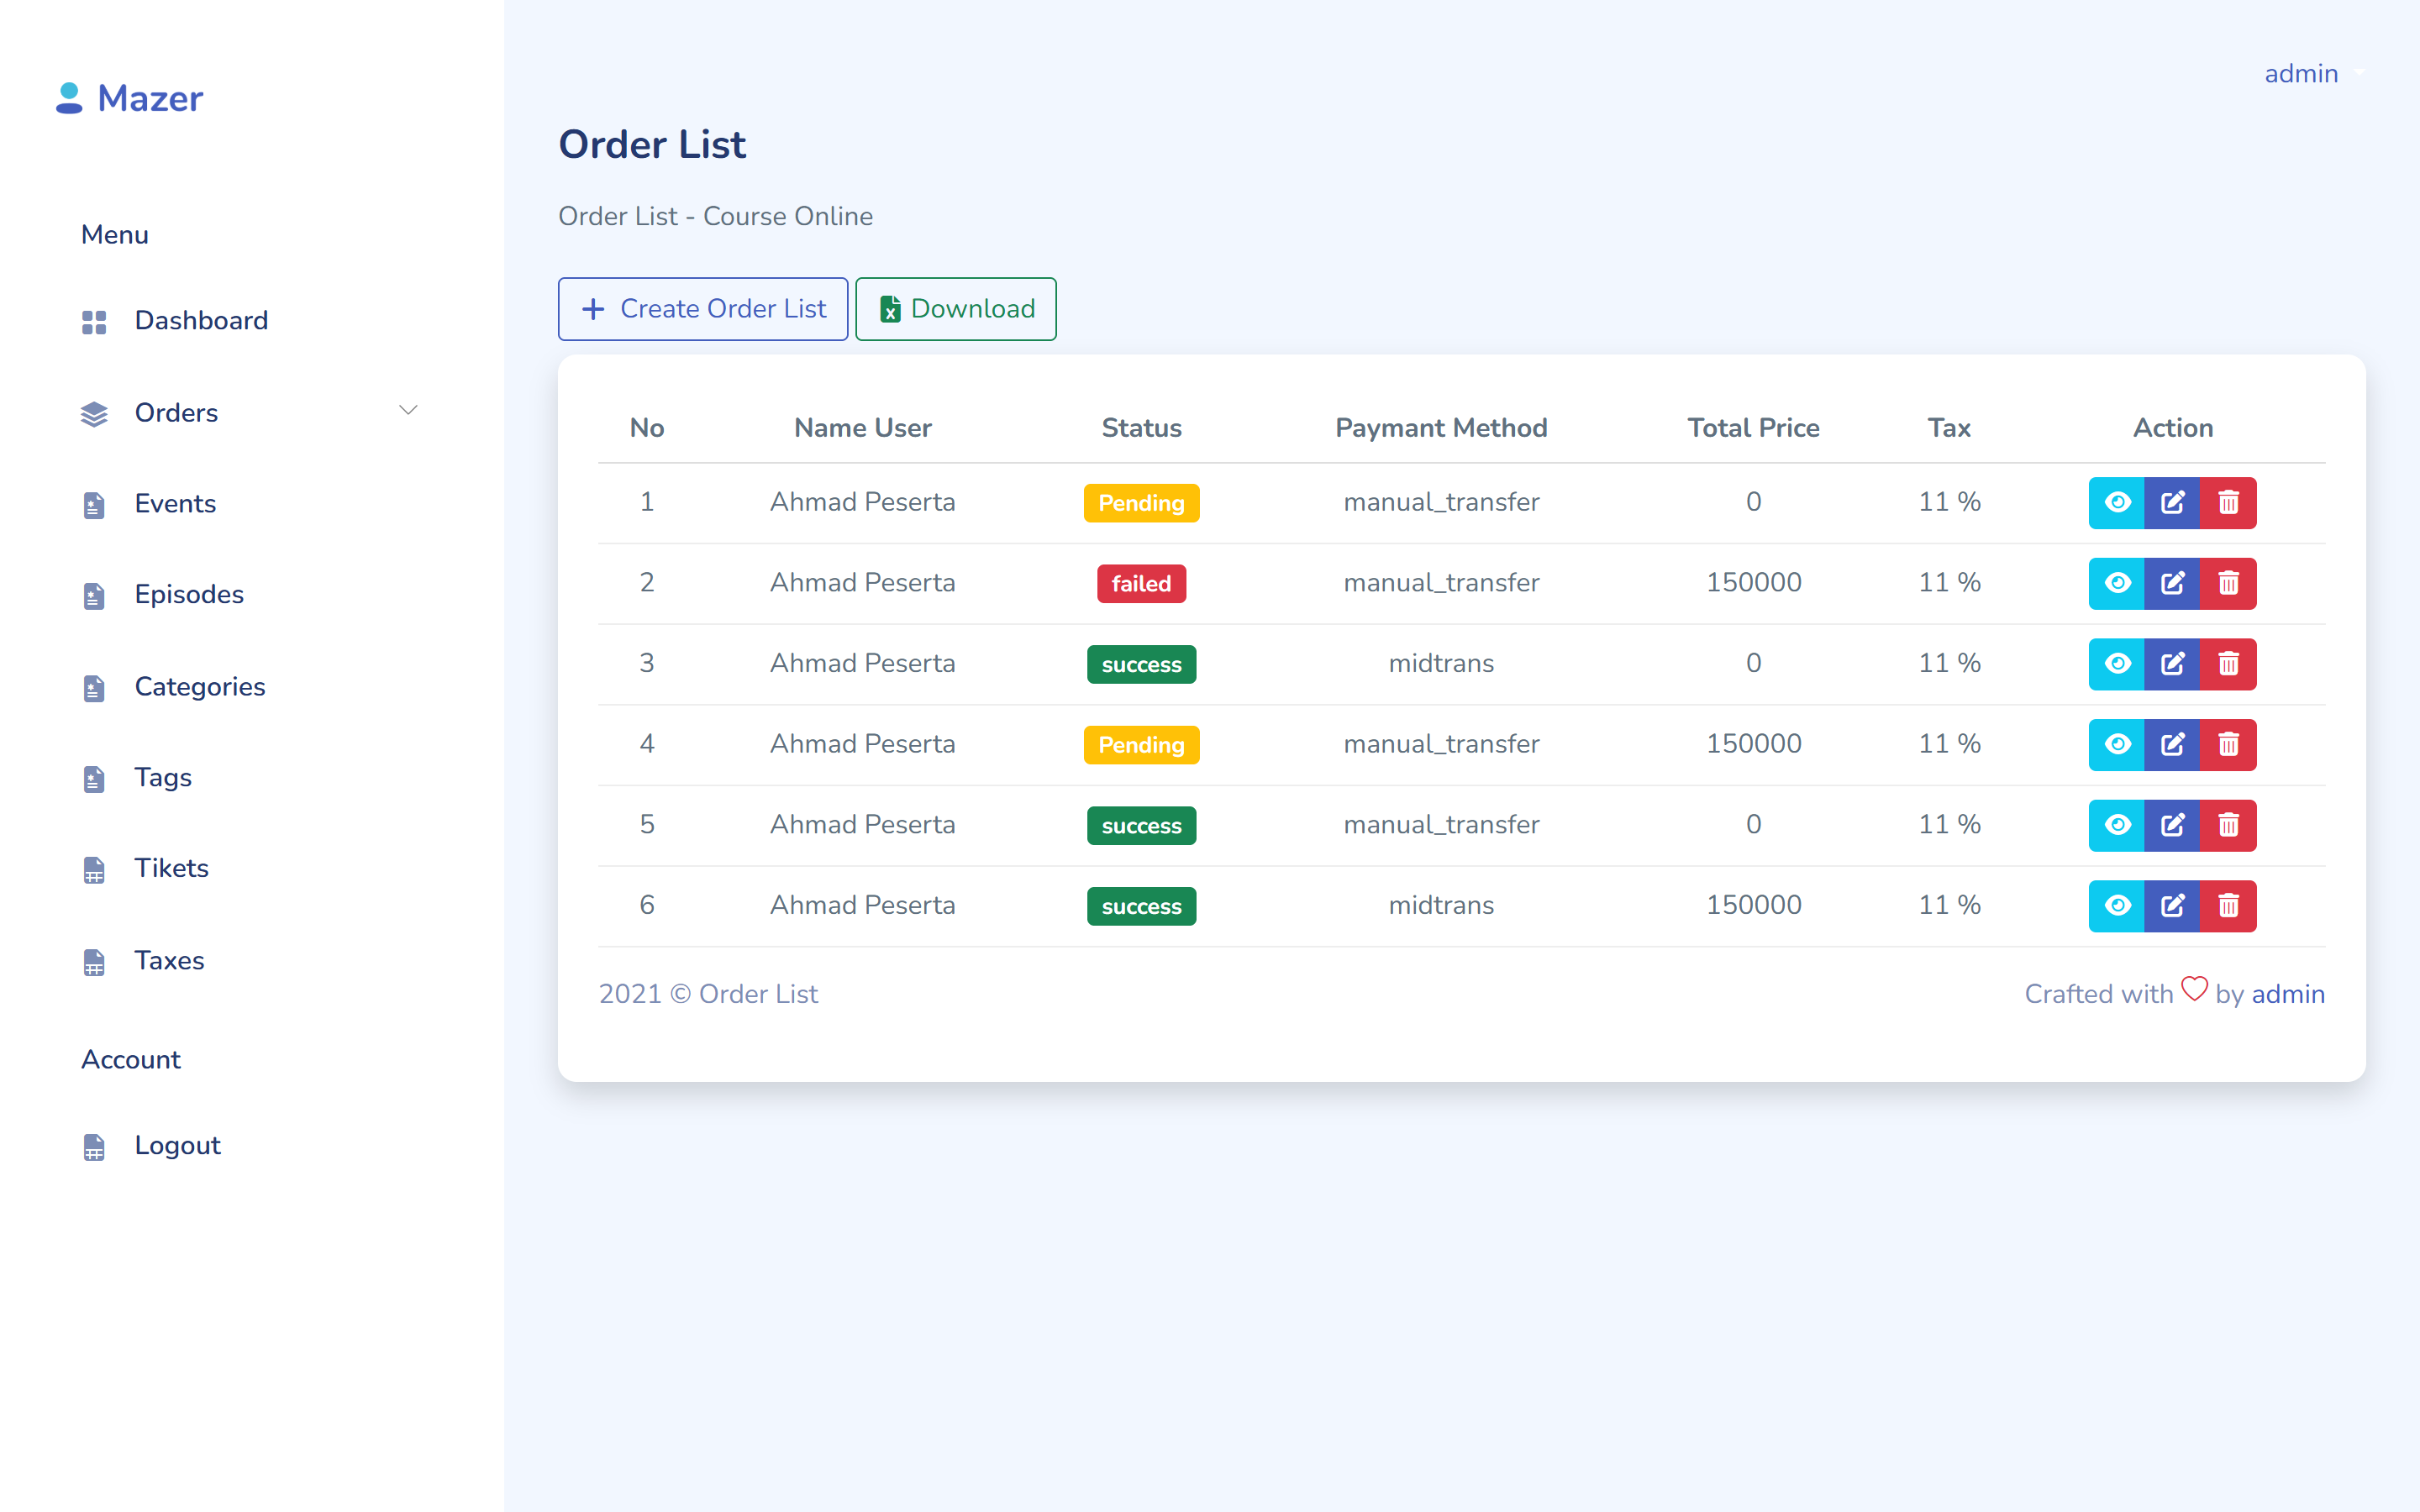 Mazer
Menu
Dashboard
Orders
Events
Episodes
Categories
Tags
Tikets
Taxes
Account
Logout
admin
Order List
Order List - Course Online
Create Order List Download
No Name User Status Paymant Method Total Price Tax Action
1 Ahmad Peserta Pending manual_transfer 0 11 %
2 Ahmad Peserta failed manual_transfer 150000 11 %
3 Ahmad Peserta success midtrans 0 11 %
4 Ahmad Peserta Pending manual_transfer 150000 11 %
5 Ahmad Peserta success manual_transfer 0 11 %
6 Ahmad Peserta success midtrans 150000 11 %
2021 © Order List Crafted with by admin